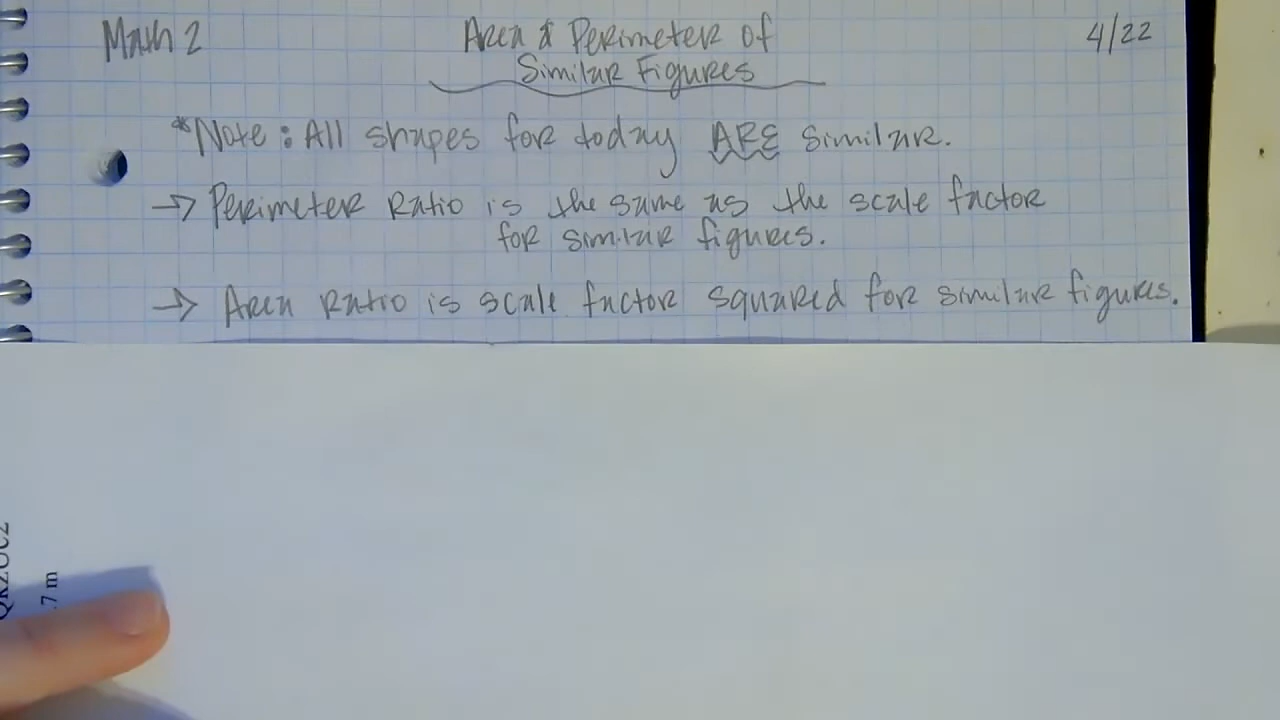 Math 2
Area & Perimeter of
Similar Figures
4/22
*Note: All shapes for today ARE similar.
→ Perimeter Ratio is the same as the scale factor
for similar figures.
→ Area Ratio is scale factor squared for similar figures.
.7 m